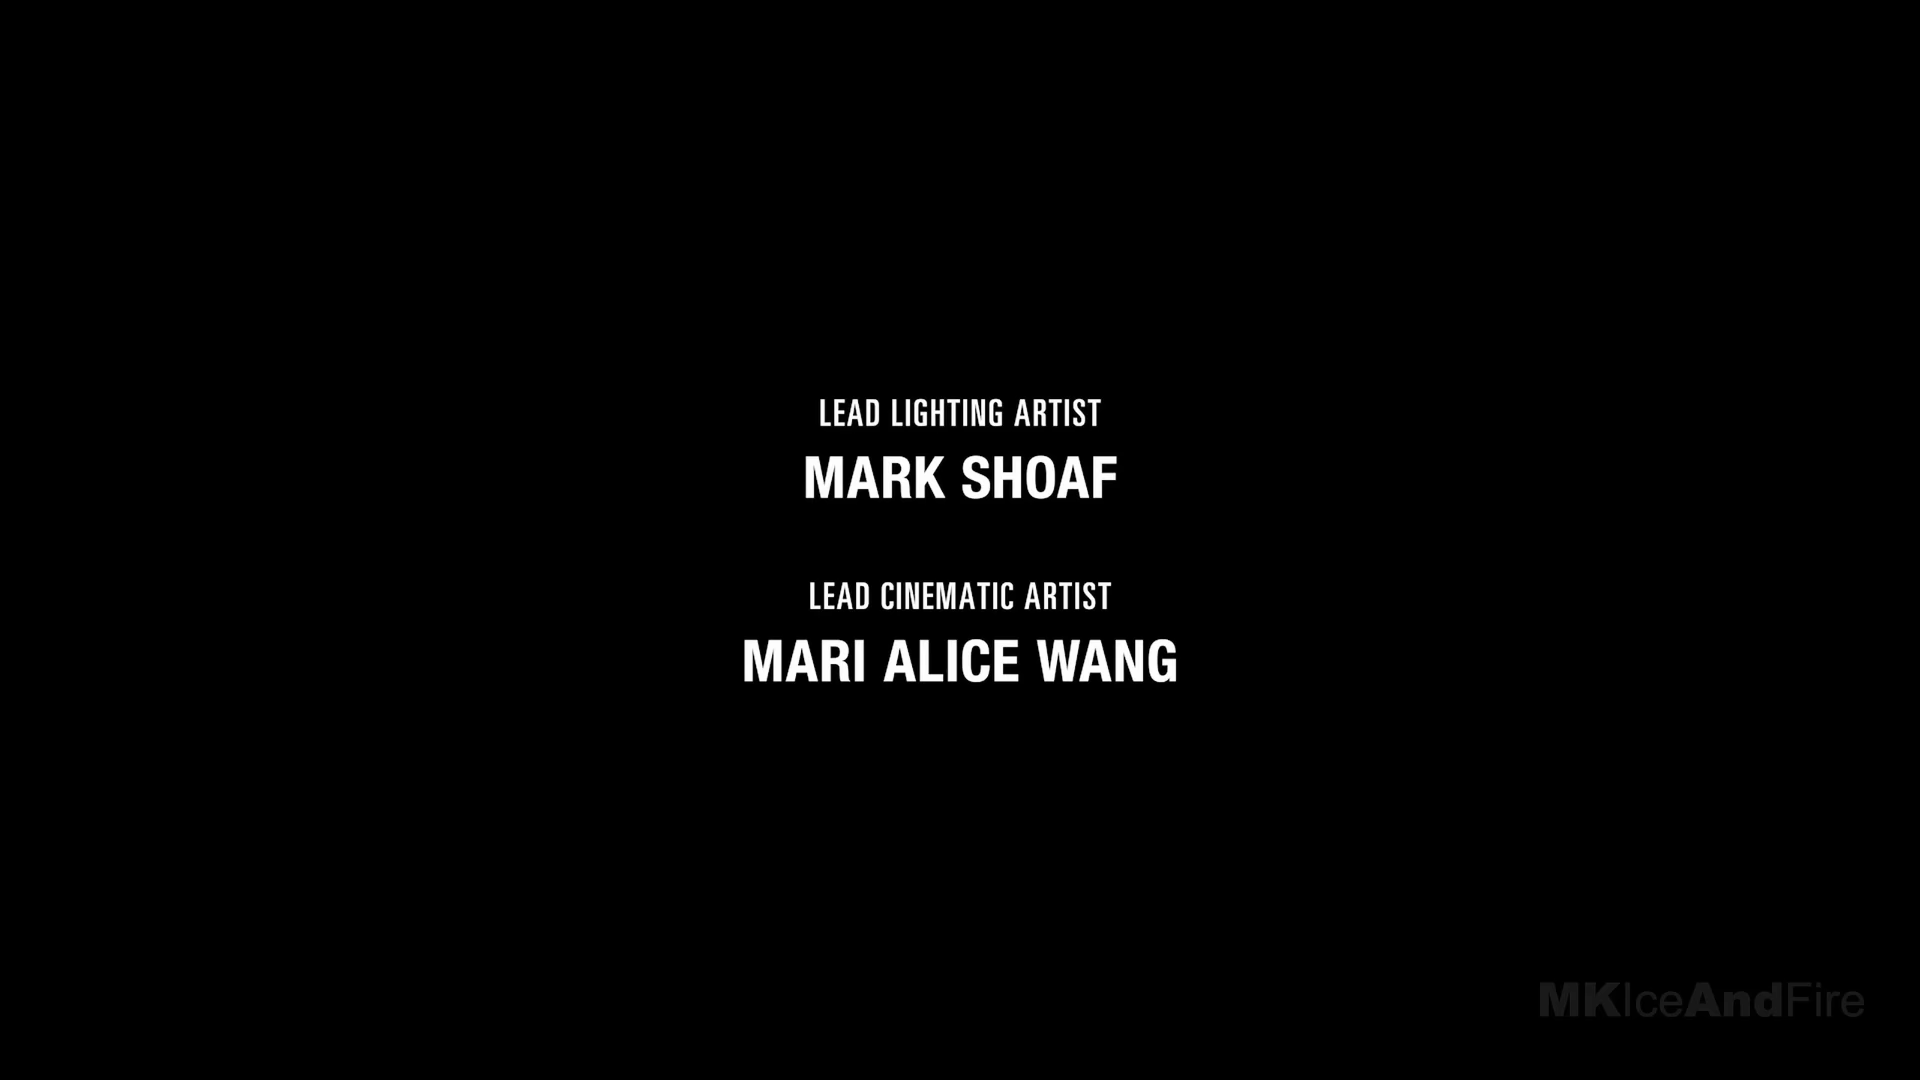 LEAD LIGHTING ARTIST
MARK SHOAF
LEAD CINEMATIC ARTIST
MARI ALICE WANG
MKIceAndFire